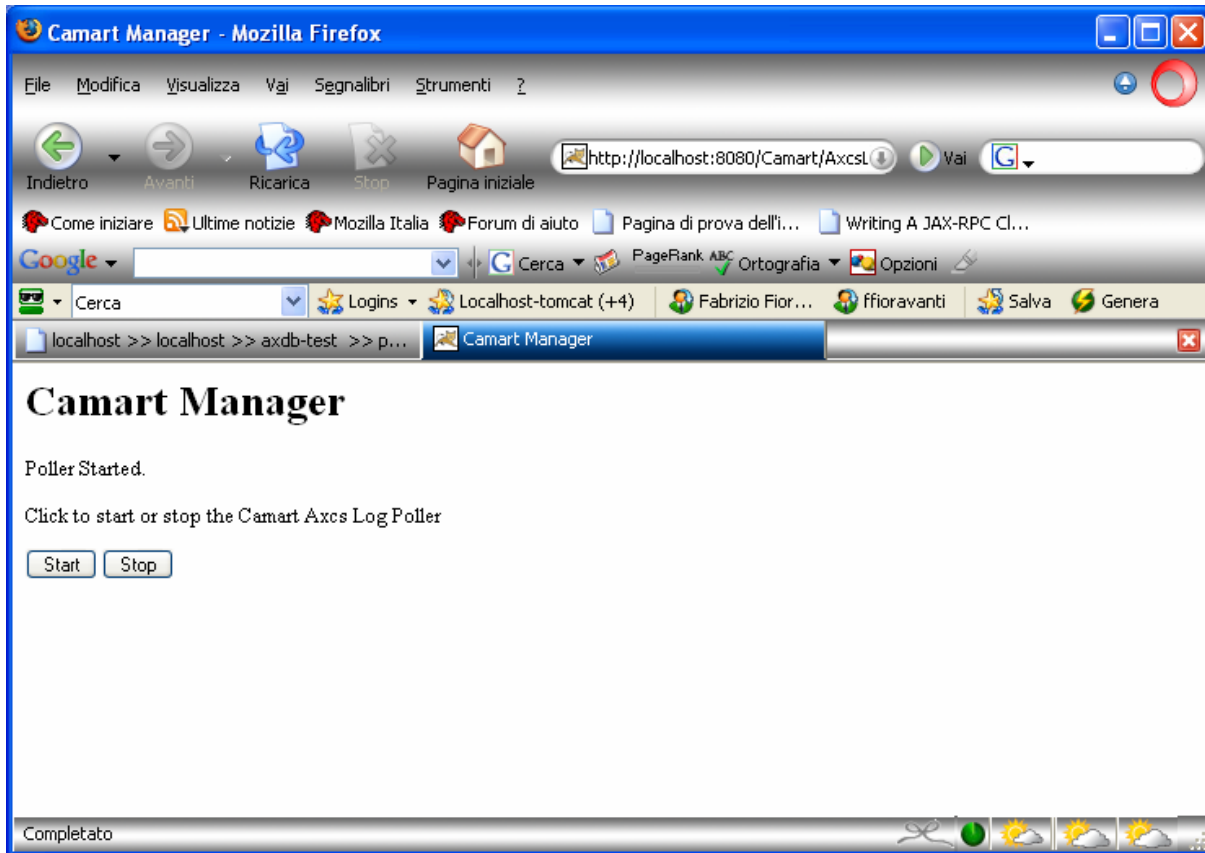 Camart Manager - Mozilla Firefox
File Modifica Visualizza Vai Segnalibri Strumenti ?
Indietro Avanti Ricarica Stop Pagina iniziale http://localhost:8080/Camart/AxcsL Vai G
Come iniziare Ultime notizie Mozilla Italia Forum di aiuto Pagina di prova dell'i... Writing A JAX-RPC Cl...
Google G Cerca PageRank ABC Ortografia Opzioni
Cerca Logins Localhost-tomcat (+4) Fabrizio Fior... ffioravanti Salva Genera
localhost >> localhost >> axdb-test >> p... Camart Manager
Camart Manager
Poller Started.
Click to start or stop the Camart Axcs Log Poller
Start Stop
Completato